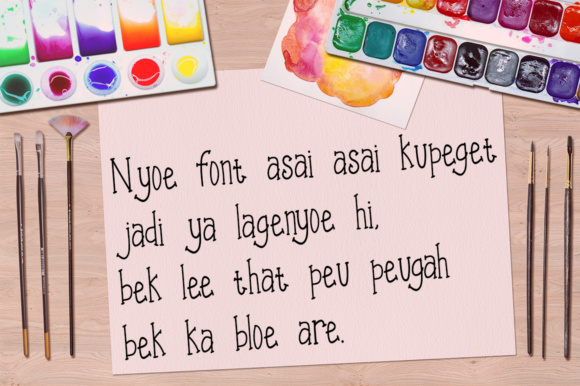 Nyoe font asai asai kupeget
jadi ya lagenyoe hi,
bek lee that peu peugah
bek ka bloe are.